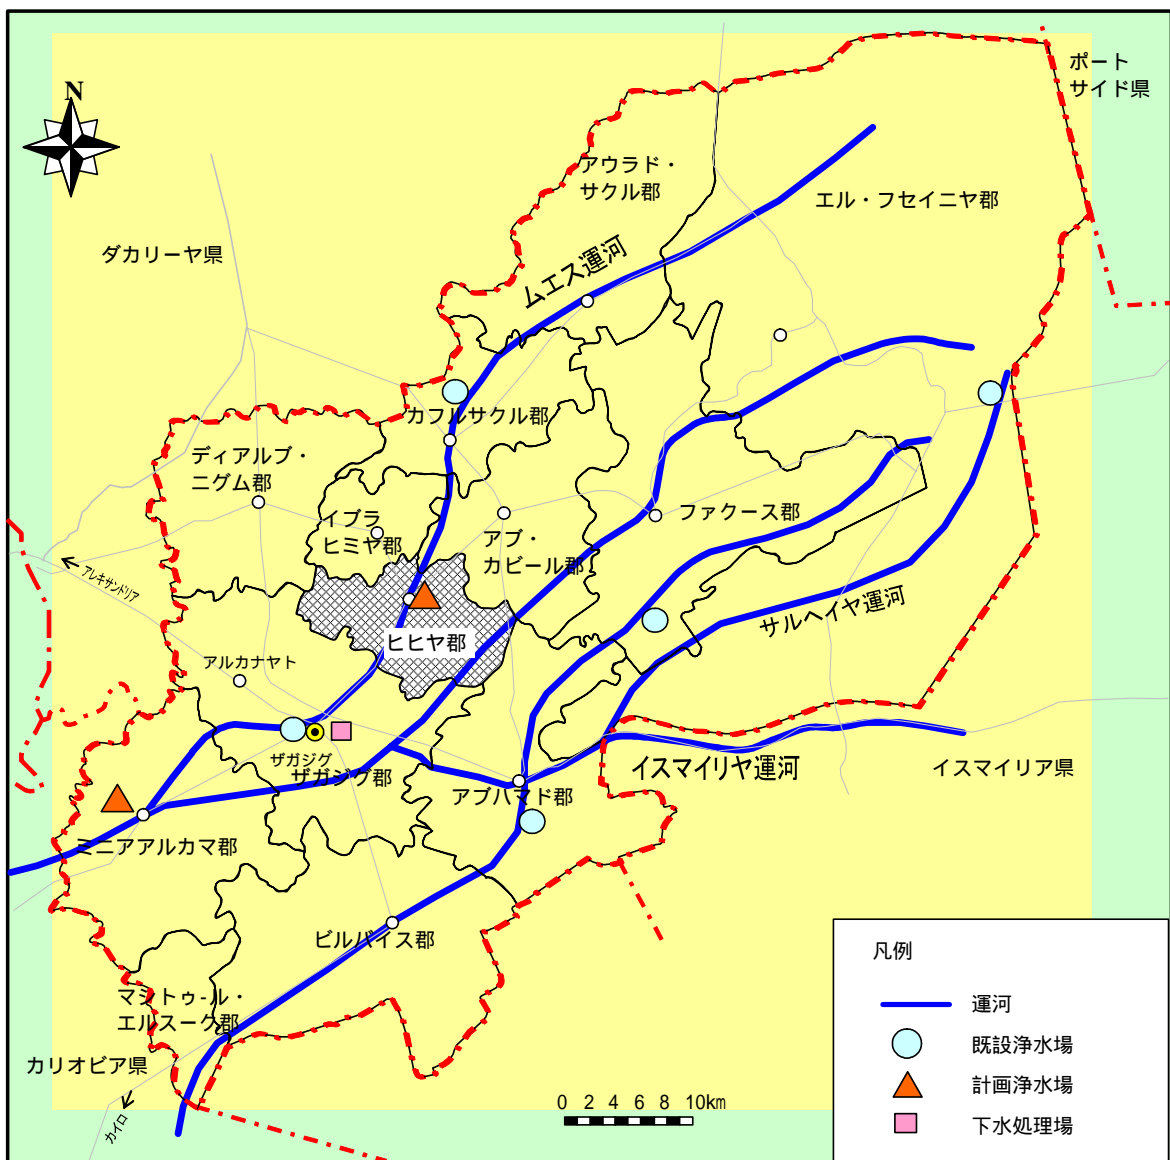 N
ポート
サイド県
アウラド・
サクル郡
エル・フセイニヤ郡
ダカリーヤ県
ムエス運河
カフルサクル郡
ディアルブ・
ニグム郡
イブラ
ヒミヤ郡
アブ・
カビール郡
ファクース郡
アレキサンドリア
サルヘイヤ運河
ヒヒヤ郡
アルカナヤト
ザガジグ
ザガジグ郡
イスマイリヤ運河
イスマイリア県
アブハマド郡
ミニアアルカマ郡
ビルバイス郡
マシトゥ-ル・
エルスーク郡
カリオビア県
カイロ
0 2 4 6 8 10km
凡例
運河
既設浄水場
計画浄水場
下水処理場